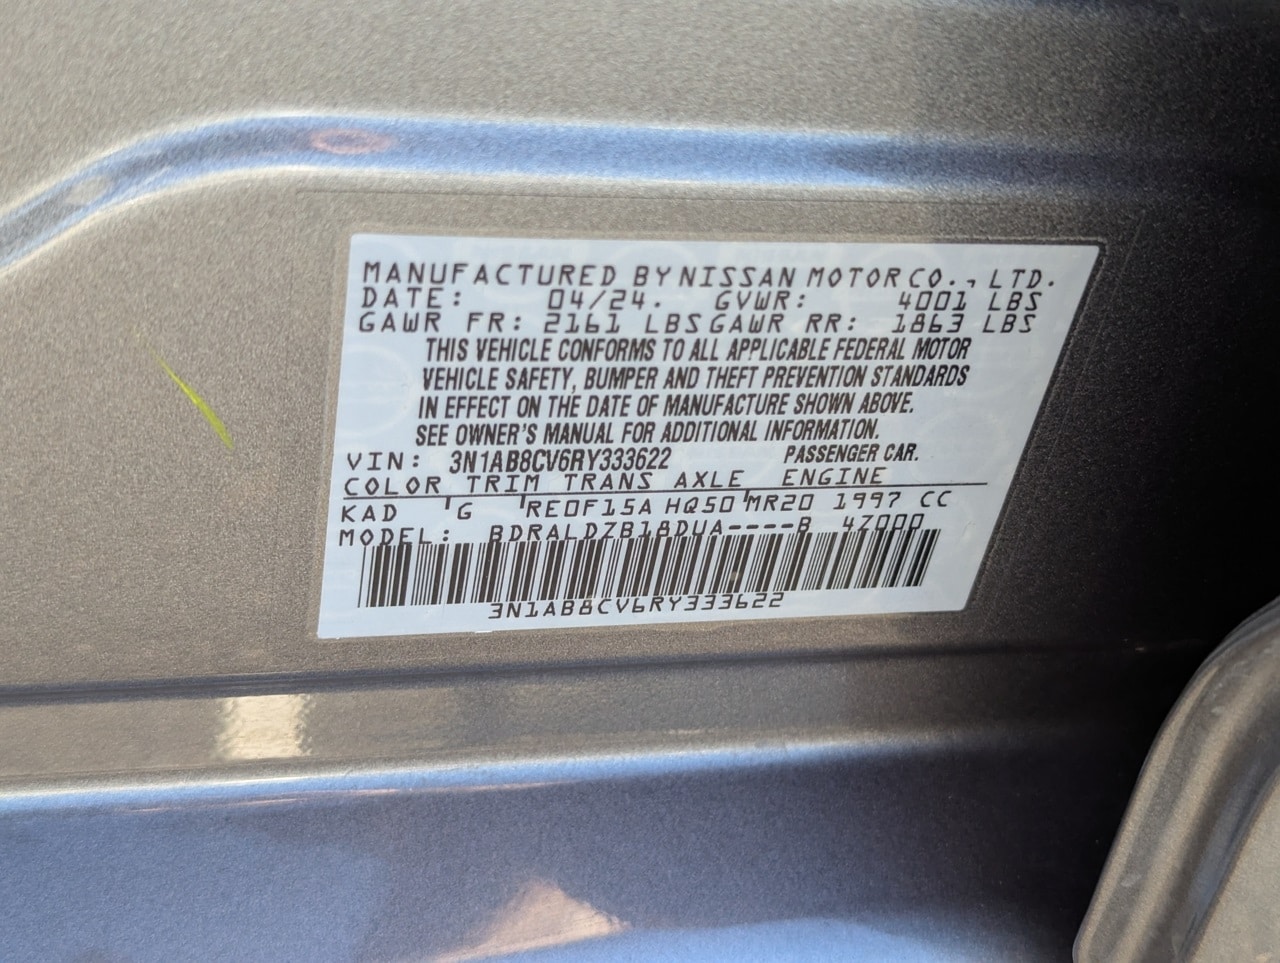 MANUFACTURED BY NISSAN MOTOR CO., LTD.
DATE: 04/24. GVWR: 4001 LBS
GAWR FR: 2161 LBS GAWR RR: 1863 LBS
THIS VEHICLE CONFORMS TO ALL APPLICABLE FEDERAL MOTOR
VEHICLE SAFETY, BUMPER AND THEFT PREVENTION STANDARDS
IN EFFECT ON THE DATE OF MANUFACTURE SHOWN ABOVE.
SEE OWNER'S MANUAL FOR ADDITIONAL INFORMATION.
VIN: 3N1AB8CV6RY333622 PASSENGER CAR.
COLOR TRIM TRANS AXLE ENGINE
KAD G RE0F15A HQ50 MR20 1997 CC
MODEL: BDRALDZB18DUA----B 4Z000
3N1AB8CV6RY333622